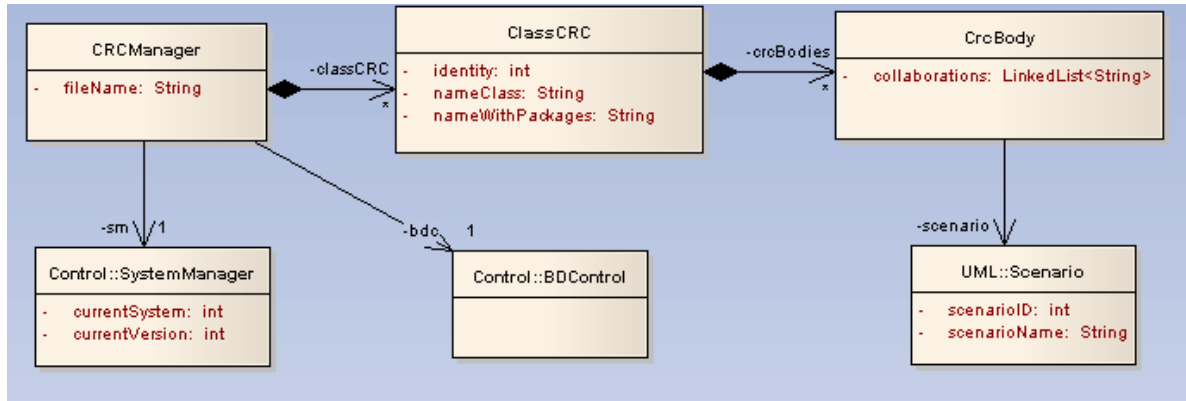 CRCManager
- fileName: String
-classCRC
*
ClassCRC
- identity: int
- nameClass: String
- nameWithPackages: String
-crcBodies
*
CrcBody
- collaborations: LinkedList<String>
-sm
1
-bdc
1
-scenario
Control::SystemManager
- currentSystem: int
- currentVersion: int
Control::BDControl
UML::Scenario
- scenarioID: int
- scenarioName: String